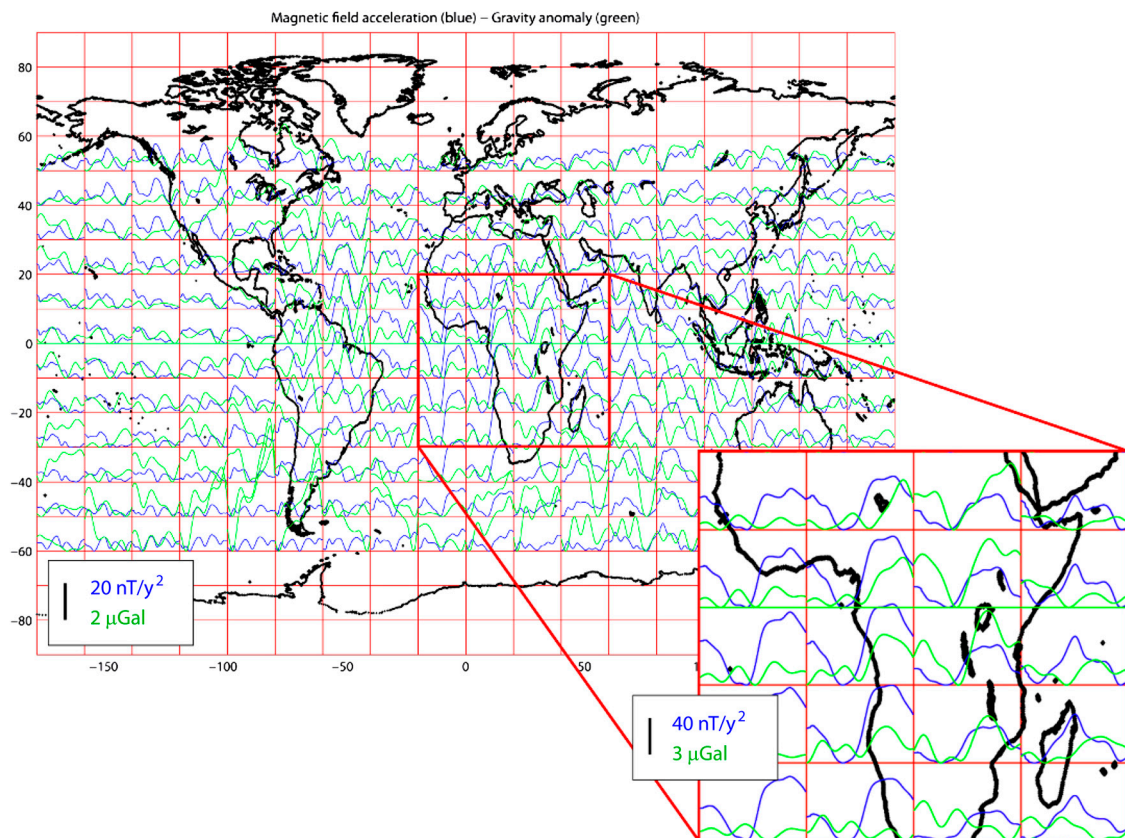 Magnetic field acceleration (blue) – Gravity anomaly (green)
80
60
40
20
0
−20
−40
−60
−80
−150
−100
−50
0
50
20 nT/y²
2 μGal
40 nT/y²
3 μGal